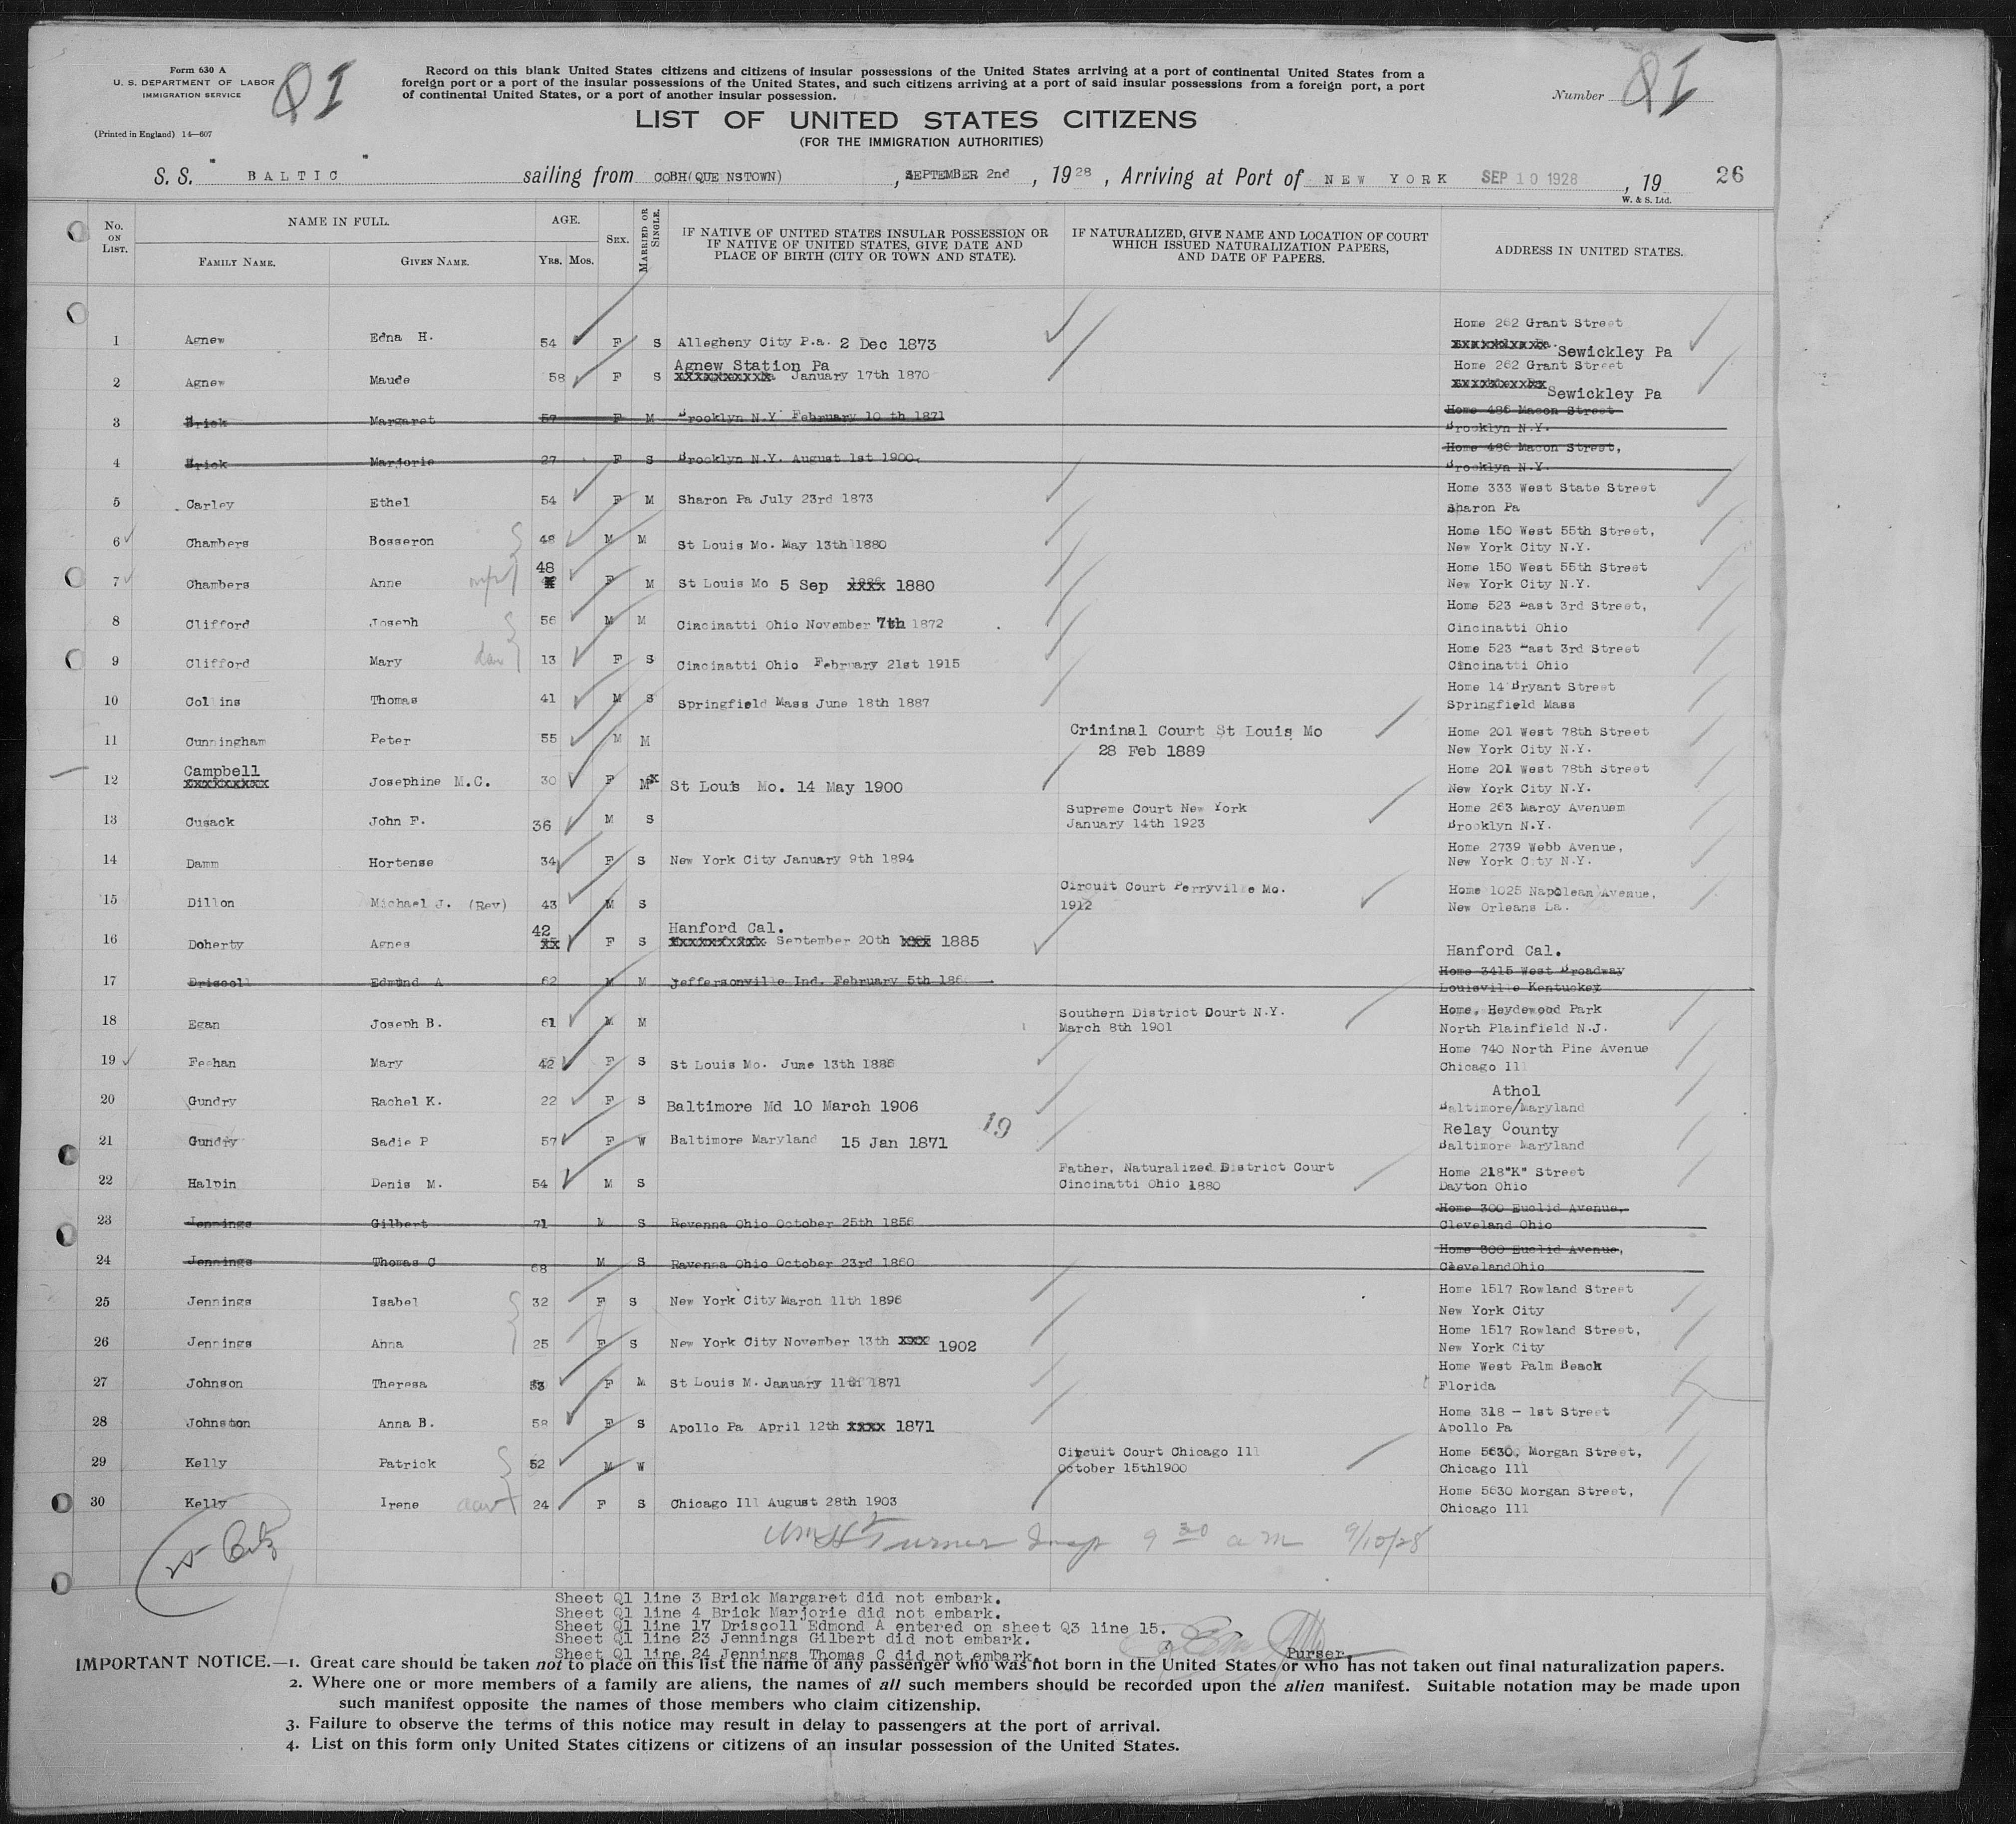 Form 630 A
U. S. DEPARTMENT OF LABOR
IMMIGRATION SERVICE
(Printed in England) 14—607
Q I
Record on this blank United States citizens and citizens of insular possessions of the United States arriving at a port of continental United States from a
foreign port or a port of the insular possessions of the United States, and such citizens arriving at a port of said insular possessions from a foreign port, a port
of continental United States, or a port of another insular possession.
Number Q I
LIST OF UNITED STATES CITIZENS
(FOR THE IMMIGRATION AUTHORITIES)
S. S. " BALTIC " sailing from COBH(QUE NSTOWN) , SEPTEMBER 2nd , 1928 , Arriving at Port of NEW YORK SEP 10 1928 , 19 26
W. & S. Ltd.
No. ON LIST. NAME IN FULL. FAMILY NAME. GIVEN NAME. AGE. YRS. MOS. SEX. MARRIED OR SINGLE. IF NATIVE OF UNITED STATES INSULAR POSSESSION OR IF NATIVE OF UNITED STATES, GIVE DATE AND PLACE OF BIRTH (CITY OR TOWN AND STATE). IF NATURALIZED, GIVE NAME AND LOCATION OF COURT WHICH ISSUED NATURALIZATION PAPERS, AND DATE OF PAPERS. ADDRESS IN UNITED STATES.
1 Agnew Edna H. 54 F S Allegheny City P.a. 2 Dec 1873 Home 262 Grant Street
Sewickley Pa
2 Agnew Maude 58 F S Agnew Station Pa January 17th 1870 Home 262 Grant Street
Sewickley Pa
3 Brick Margaret 57 F M Brooklyn N.Y. February 10 th 1871 Home 486 Macon Street
Brooklyn N.Y.
4 Brick Marjorie 27 F S Brooklyn N.Y. August 1st 1900. Home 486 Macon Street,
Brooklyn N.Y.
5 Carley Ethel 54 F M Sharon Pa July 23rd 1873 Home 333 West State Street
Sharon Pa
6 Chambers Bosseron 48 M M St Louis Mo. May 13th 1880 Home 150 West 55th Street,
New York City N.Y.
7 Chambers Anne 48 F M St Louis Mo 5 Sep xxxx 1880 Home 150 West 55th Street
New York City N.Y.
8 Clifford Joseph 56 M M Cincinatti Ohio November 7th 1872 Home 523 East 3rd Street,
Cincinatti Ohio
9 Clifford Mary dau 13 F S Cincinatti Ohio February 21st 1915 Home 523 East 3rd Street
Cincinatti Ohio
10 Collins Thomas 41 M S Springfield Mass June 18th 1887 Home 14 Bryant Street
Springfield Mass
11 Cunningham Peter 55 M M Crininal Court St Louis Mo
28 Feb 1889 Home 201 West 78th Street
New York City N.Y.
12 Campbell xxxxxxxxx Josephine M.C. 30 F M x St Louis Mo. 14 May 1900 Home 201 West 78th Street
New York City N.Y.
13 Cusack John F. 36 M S Supreme Court New York
January 14th 1923 Home 263 Marcy Avenuem
Brooklyn N.Y.
14 Damm Hortense 34 F S New York City January 9th 1894 Home 2739 Webb Avenue,
New York City N.Y.
15 Dillon Michael J. (Rev) 43 M S Circuit Court Perryville Mo.
1912 Home 1025 Napolean Avenue,
New Orleans La.
16 Doherty Agnes 42 xx F S Hanford Cal. xxxxxxxxxx September 20th xxx 1885 Hanford Cal.
17 Driscoll Edmund A 62 M M Jeffersonville Ind. February 5th 186 Home 3415 West Broadway
Louisville Kentuckey
18 Egan Joseph B. 61 M M Southern District Court N.Y.
March 8th 1901 Home, Heydewood Park
North Plainfield N.J.
19 Feehan Mary 42 F S St Louis Mo. June 13th 1886 Home 740 North Pine Avenue
Chicago 111
20 Gundry Rachel K. 22 F S Baltimore Md 10 March 1906 Athol
Baltimore/Maryland
21 Gundry Sadie P 57 F W Baltimore Maryland 15 Jan 1871 19 Relay County
Baltimore Maryland
22 Halpin Denis M. 54 M S Father, Naturalized District Court
Cincinatti Ohio 1880 Home 218"K" Street
Dayton Ohio
23 Jennings Gilbert 71 M S Ravenna Ohio October 25th 1856 Home 300 Euclid Avenue,
Cleveland Ohio
24 Jennings Thomas C 68 M S Ravenna Ohio October 23rd 1860 Home 300 Euclid Avenue,
ClevelandOhio
25 Jennings Isabel 32 F S New York City March 11th 1896 Home 1517 Rowland Street
New York City
26 Jennings Anna 25 F S New York City November 13th xxx 1902 Home 1517 Rowland Street,
New York City
27 Johnson Theresa 53 F M St Louis M. January 11th 1871 Home West Palm Beack
Florida
28 Johnston Anna B. 58 F S Apollo Pa April 12th xxxx 1871 Home 318 - 1st Street
Apollo Pa
29 Kelly Patrick 52 M W Circuit Court Chicago 111
October 15th1900 Home 5630, Morgan Street,
Chicago 111
30 Kelly Irene dau 24 F S Chicago Ill August 28th 1903 Home 5630 Morgan Street,
Chicago 111
Wm H Turner Insp 9 30 a m 9/10/28
25 Citz
Sheet Q1 line 3 Brick Margaret did not embark.
Sheet Q1 line 4 Brick Marjorie did not embark.
Sheet Q1 line 17 Driscoll Edmond A entered on sheet Q3 line 15.
Sheet Q1 line 23 Jennings Gilbert did not embark.
Sheet Q1 line 24 Jennings Thomas C did not embark.
Purser.
IMPORTANT NOTICE.—1. Great care should be taken not to place on this list the name of any passenger who was not born in the United States or who has not taken out final naturalization papers.
2. Where one or more members of a family are aliens, the names of all such members should be recorded upon the alien manifest. Suitable notation may be made upon
such manifest opposite the names of those members who claim citizenship.
3. Failure to observe the terms of this notice may result in delay to passengers at the port of arrival.
4. List on this form only United States citizens or citizens of an insular possession of the United States.